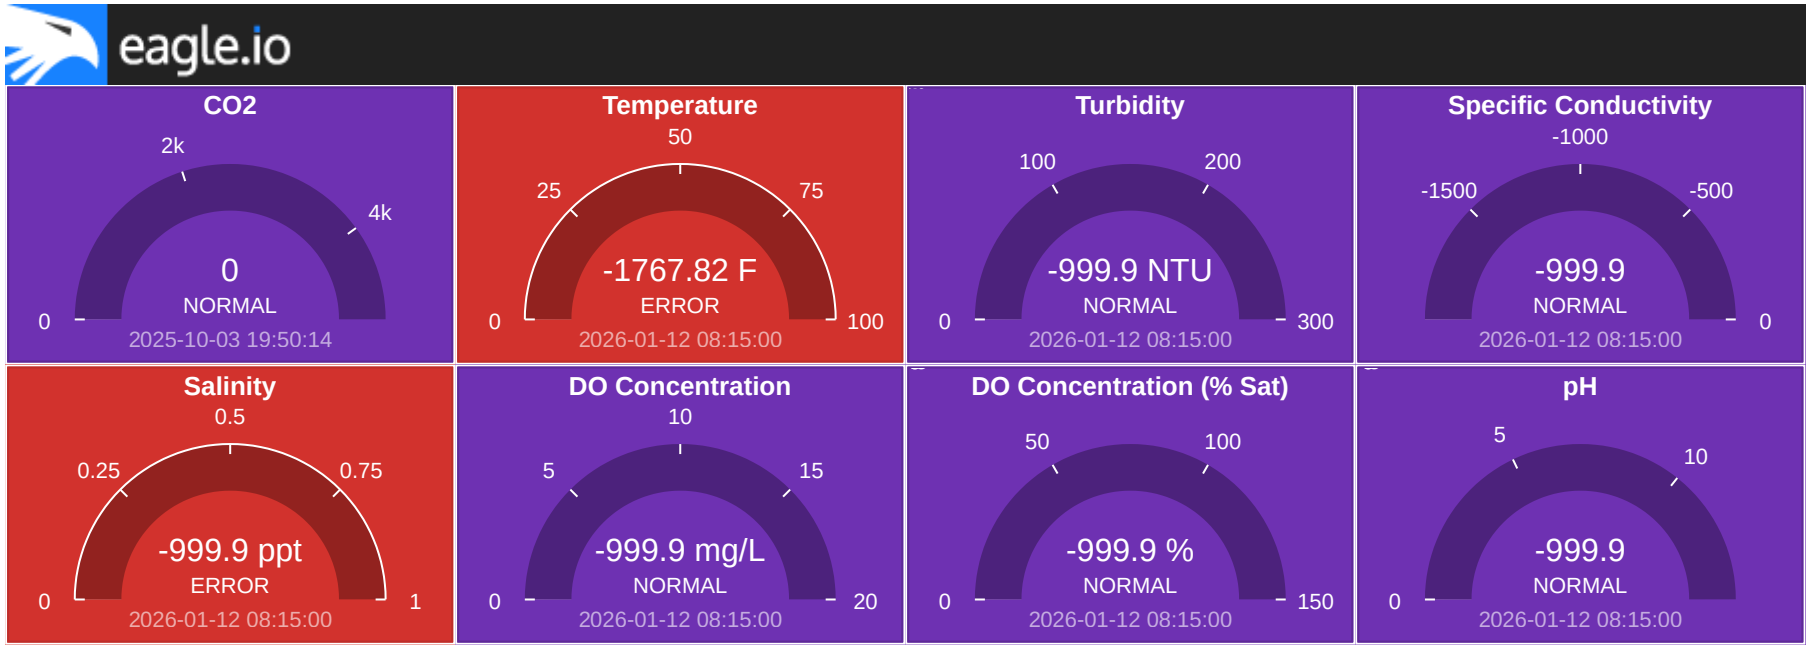 eagle.io
CO2
2k
4k
0
0
NORMAL
2025-10-03 19:50:14
Temperature
50
25
75
-1767.82 F
ERROR
0
100
2026-01-12 08:15:00
Turbidity
100
200
-999.9 NTU
NORMAL
0
300
2026-01-12 08:15:00
Specific Conductivity
-1000
-1500
-500
-999.9
NORMAL
0
2026-01-12 08:15:00
Salinity
0.5
0.25
0.75
-999.9 ppt
ERROR
0
1
2026-01-12 08:15:00
DO Concentration
10
5
15
-999.9 mg/L
NORMAL
0
20
2026-01-12 08:15:00
DO Concentration (% Sat)
50
100
-999.9 %
NORMAL
0
150
2026-01-12 08:15:00
pH
5
10
-999.9
NORMAL
0
2026-01-12 08:15:00